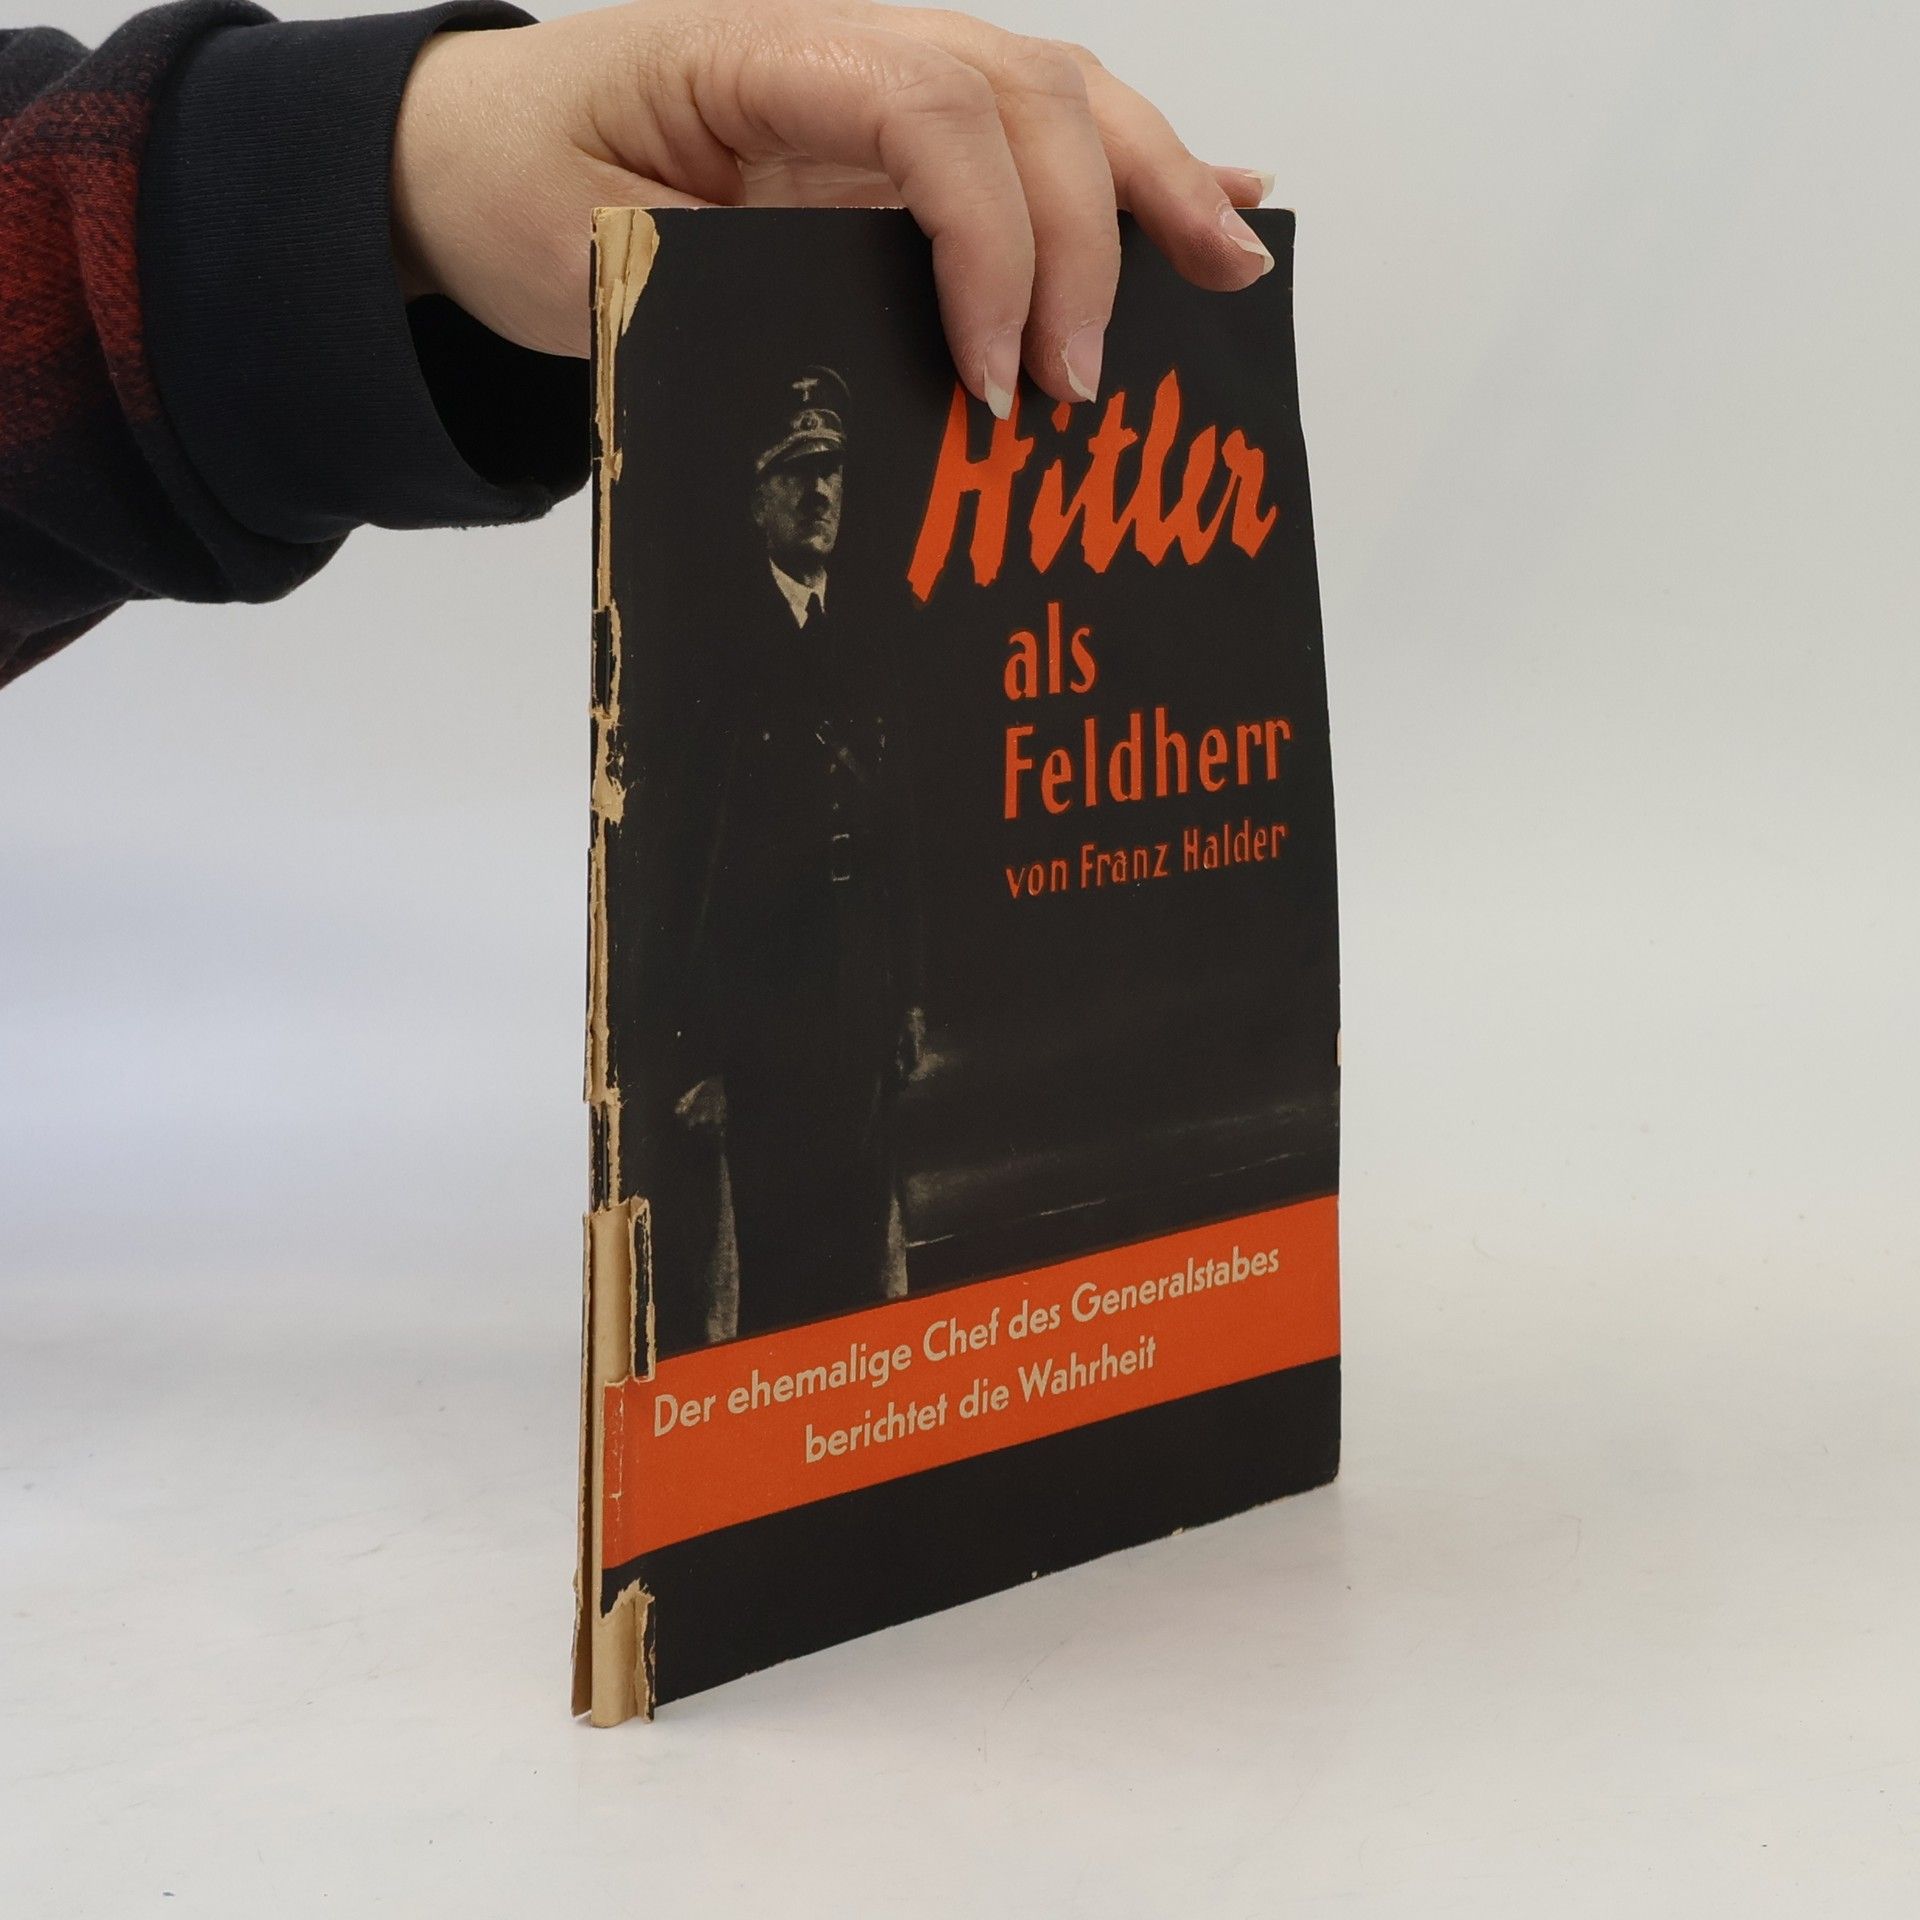 Hitler
als
Feldherr
von Franz Halder
Der ehemalige Chef des Generalstabes
berichtet die Wahrheit